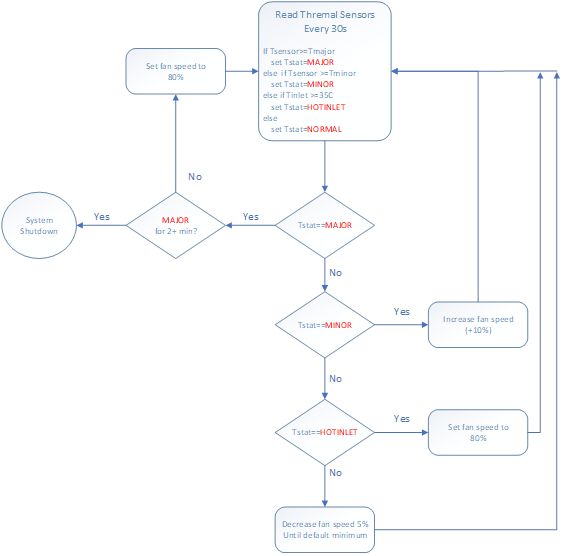 Read Thremal Sensors
Every 30s
If Tsensor>=Tmajor
set Tstat=MAJOR
else if Tsensor >=Tminor
set Tstat=MINOR
else if Tinlet >=35C
set Tstat=HOTINLET
else
set Tstat=NORMAL
Set fan speed to
80%
No
System
Shutdown
Yes
MAJOR
for 2+ min?
Yes
Tstat==MAJOR
No
Tstat==MINOR
Yes
Increase fan speed
(+10%)
No
Tstat==HOTINLET
Yes
Set fan speed to
80%
No
Decrease fan speed 5%
Until default minimum